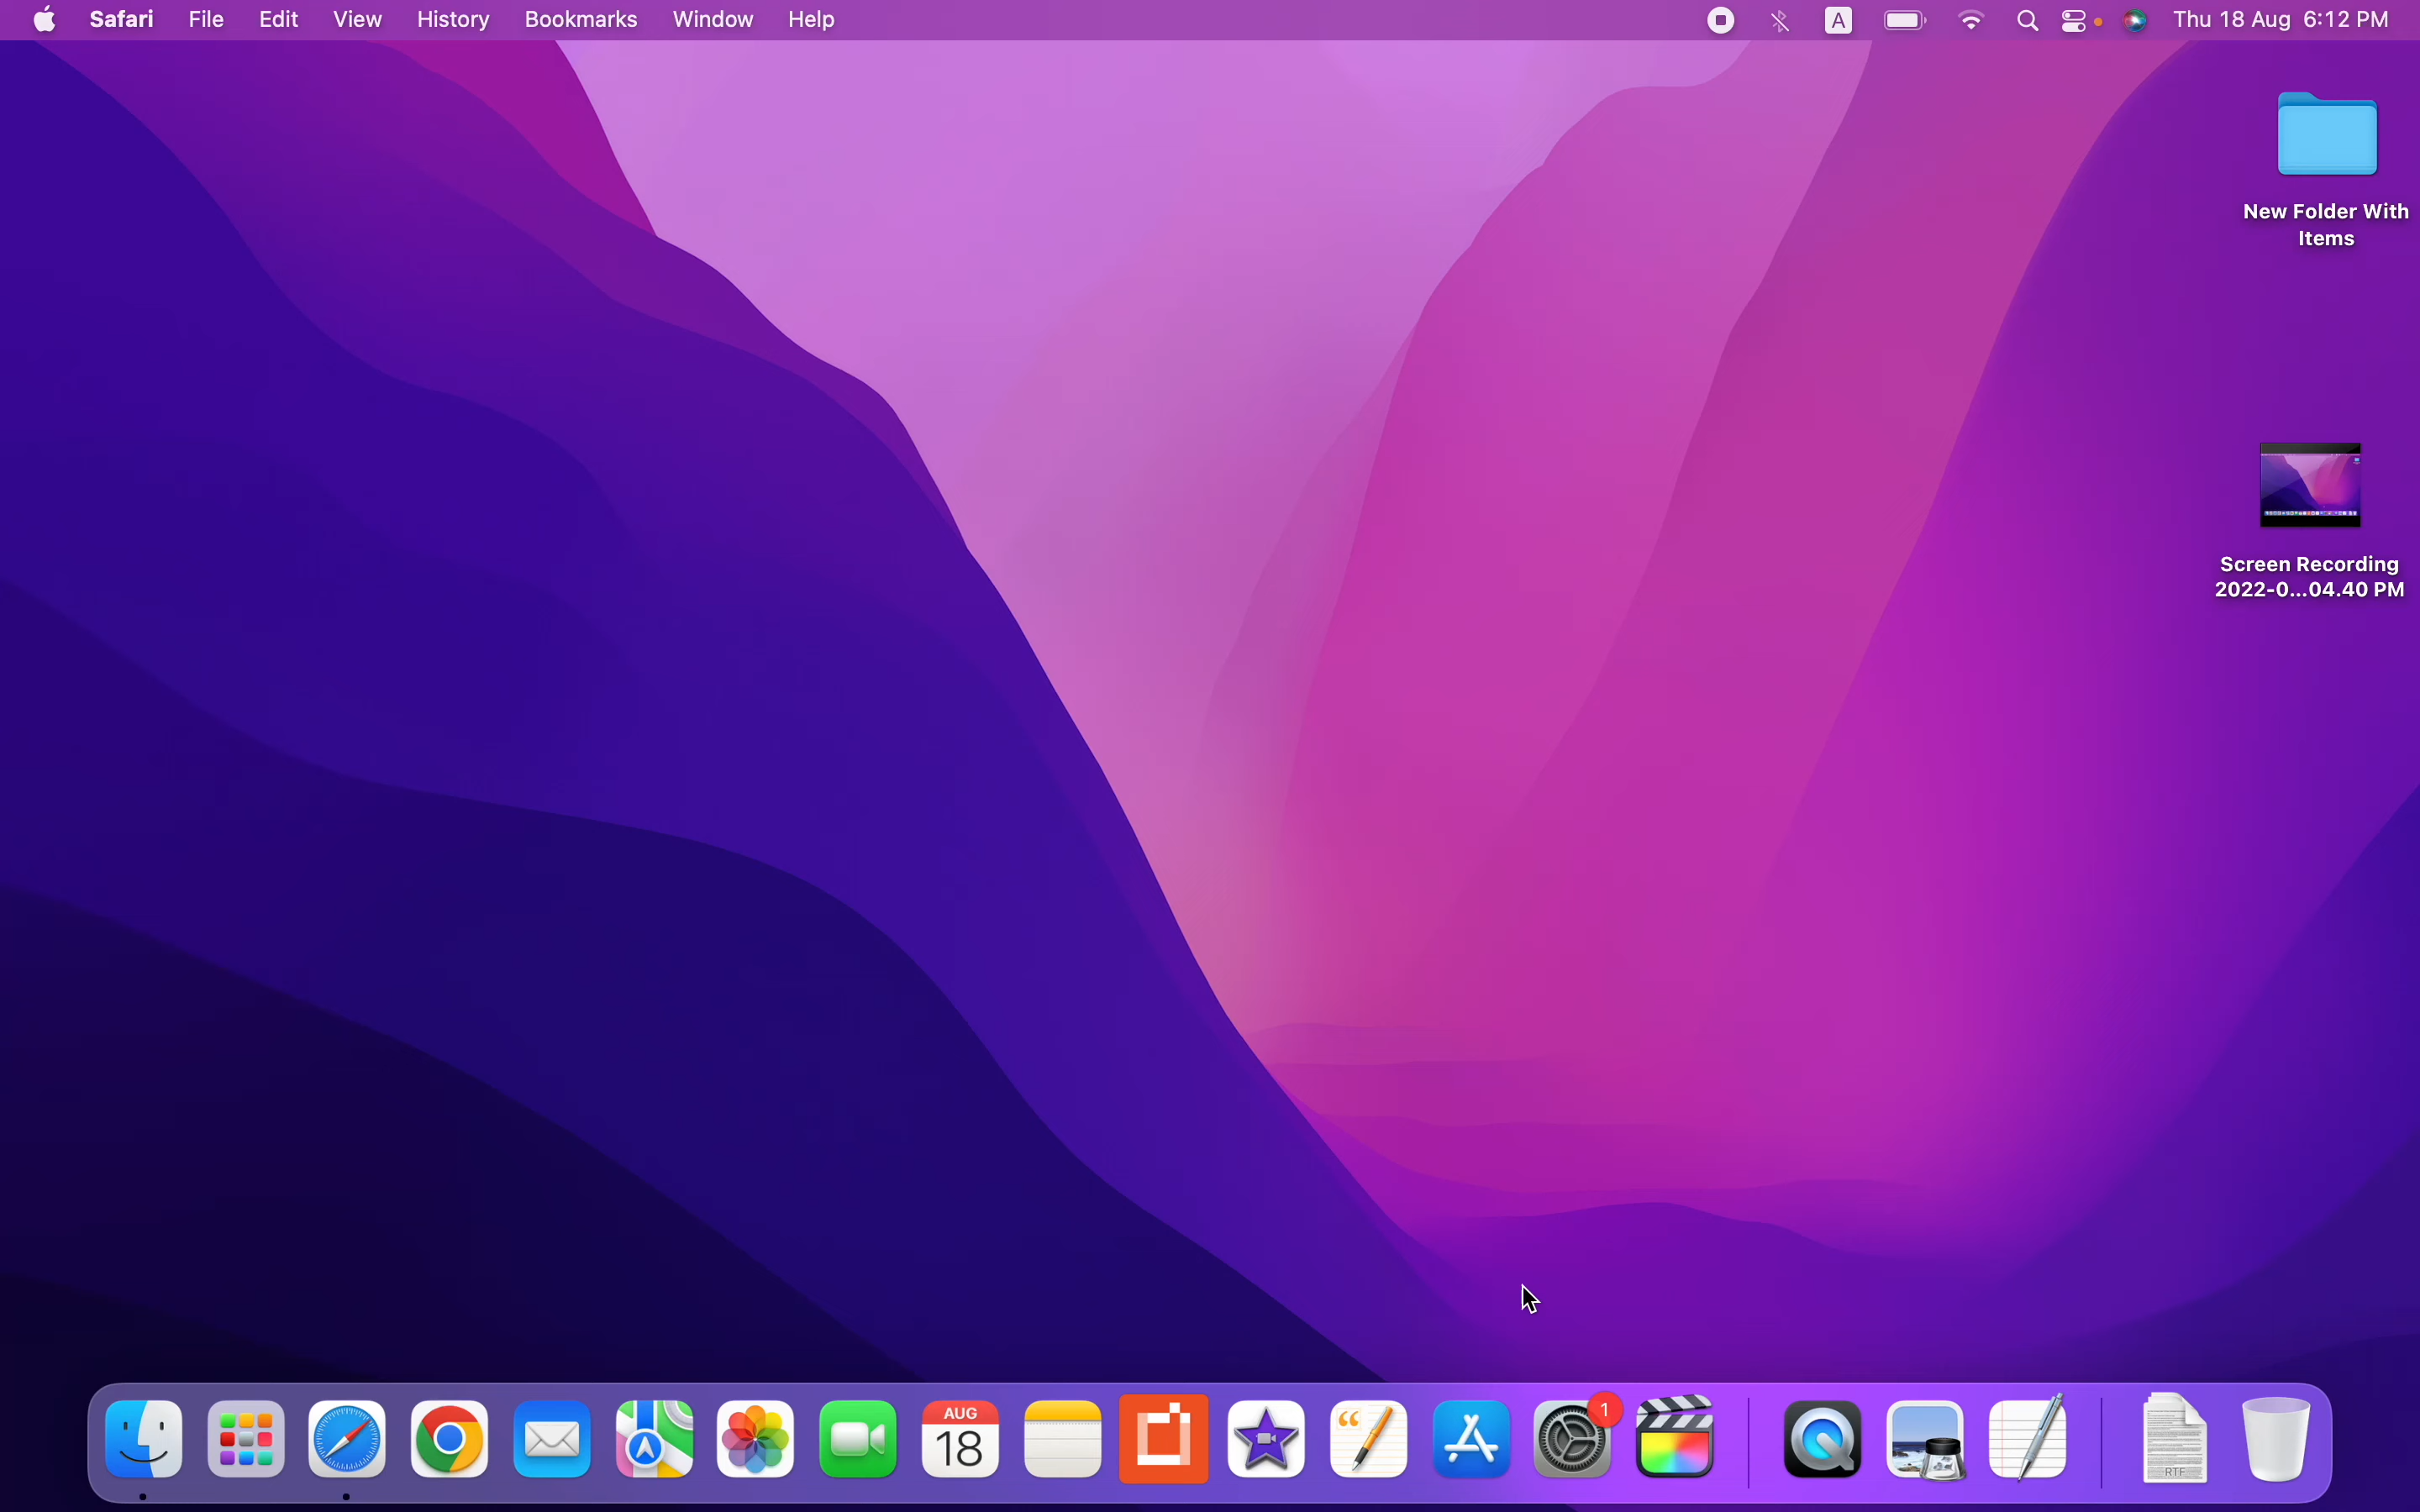 Safari File Edit View History Bookmarks Window Help A Thu 18 Aug 6:12 PM
New Folder With
Items
Screen Recording
2022-0...04.40 PM
AUG
18
1
RTF